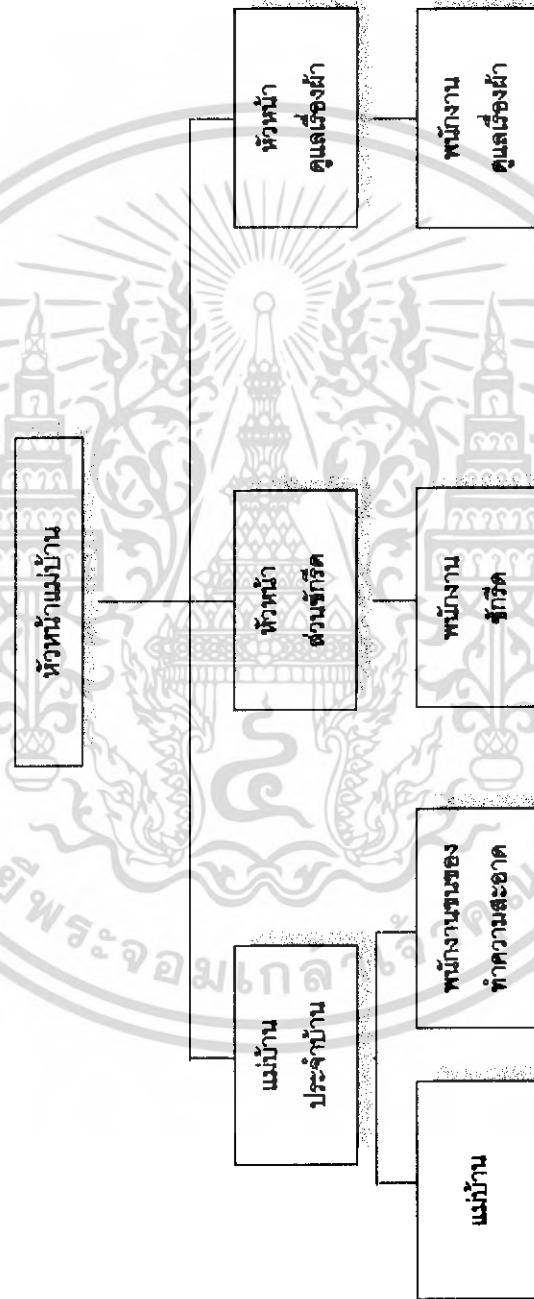 หัวหน้าแม่บ้าน
แม่บ้าน
ประจำบ้าน
หัวหน้า
ส่วนซักรีด
หัวหน้า
ดูแลเรื่องผ้า
แม่บ้าน
พนักงานขนของ
ทำความสะอาด
พนักงาน
ซักรีด
พนักงาน
ดูแลเรื่องผ้า